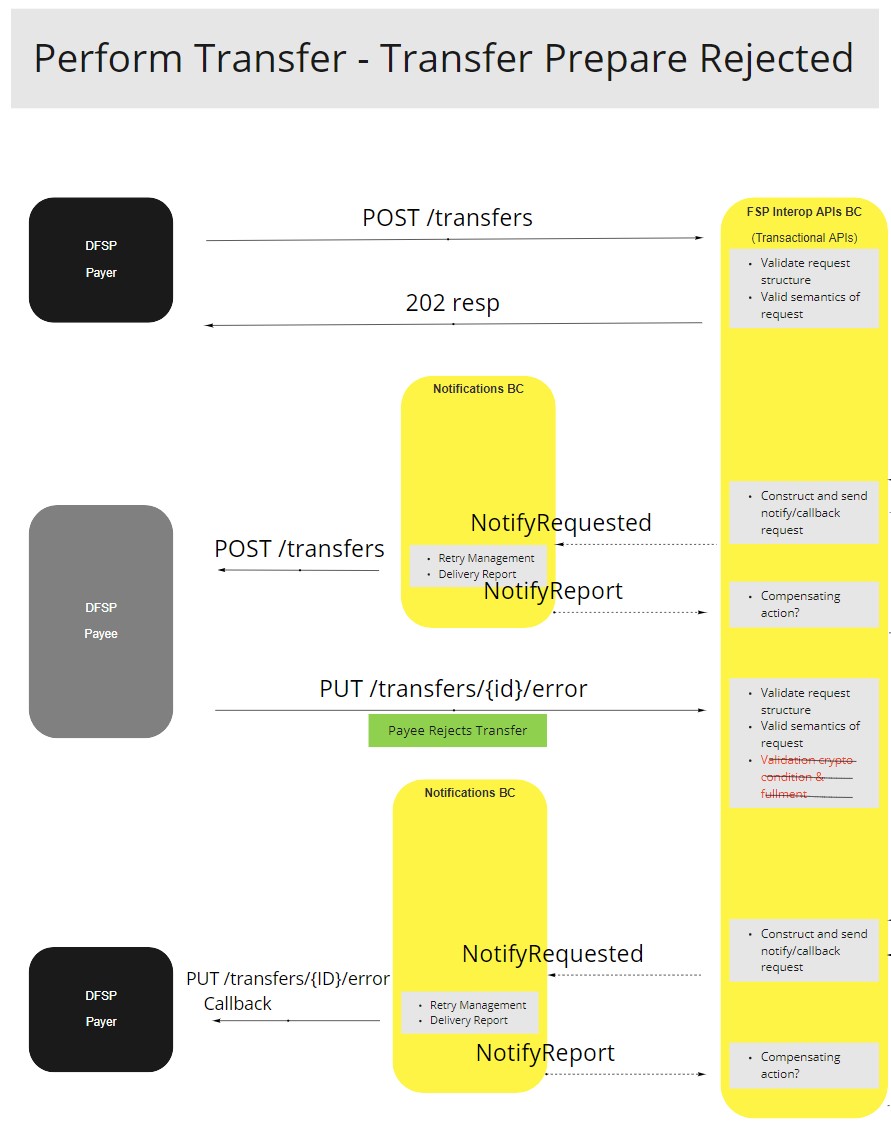 Perform Transfer - Transfer Prepare Rejected
DFSP
Payer
POST /transfers
202 resp
FSP Interop APIs BC
(Transactional APIs)
• Validate request
structure
• Valid semantics of
request
Notifications BC
• Construct and send
notify/callback
request
NotifyRequested
POST /transfers
• Retry Management
• Delivery Report
NotifyReport
• Compensating
action?
DFSP
Payee
PUT /transfers/{id}/error
Payee Rejects Transfer
• Validate request
structure
• Valid semantics of
request
• Validation crypto
condition &
fullment
Notifications BC
• Construct and send
notify/callback
request
NotifyRequested
DFSP
Payer
PUT /transfers/{ID}/error
Callback
• Retry Management
• Delivery Report
NotifyReport
• Compensating
action?